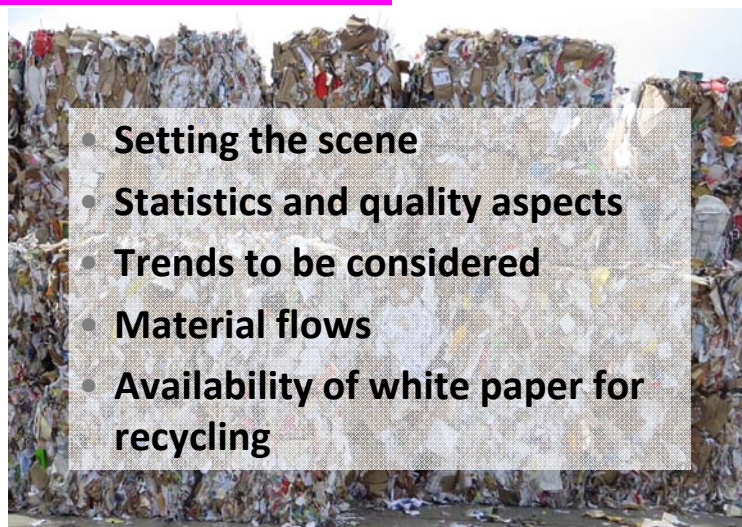 • Setting the scene
• Statistics and quality aspects
• Trends to be considered
• Material flows
• Availability of white paper for
recycling